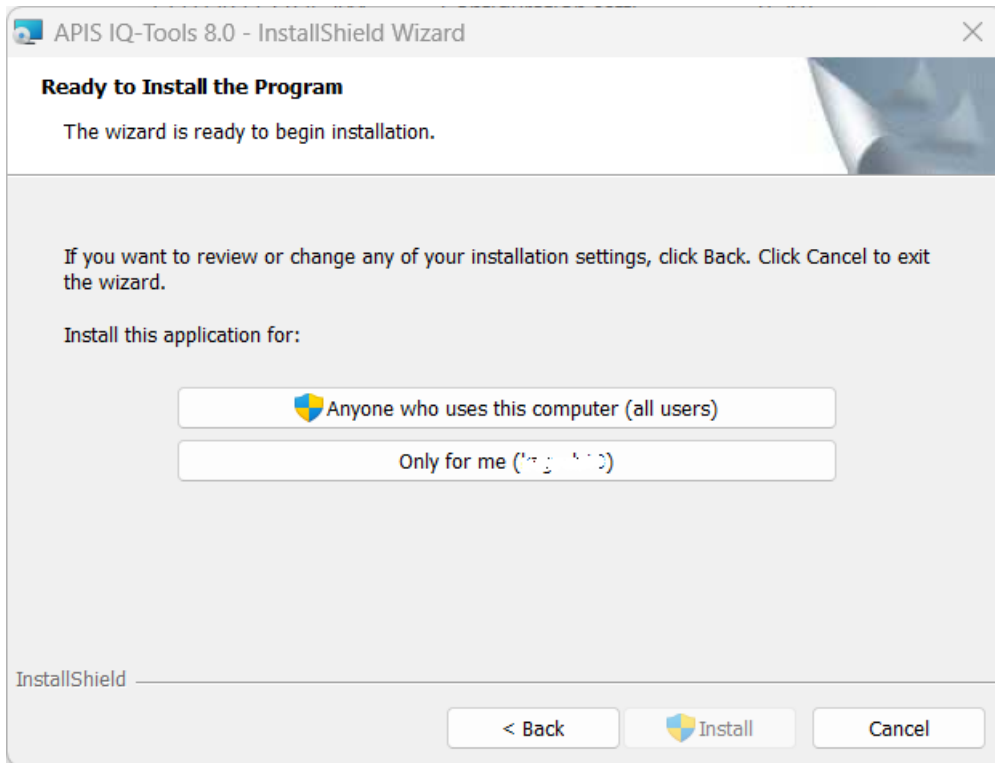 APIS IQ-Tools 8.0 - InstallShield Wizard
Ready to Install the Program
The wizard is ready to begin installation.
If you want to review or change any of your installation settings, click Back. Click Cancel to exit
the wizard.
Install this application for:
Anyone who uses this computer (all users)
Only for me (
InstallShield
< Back
Install
Cancel